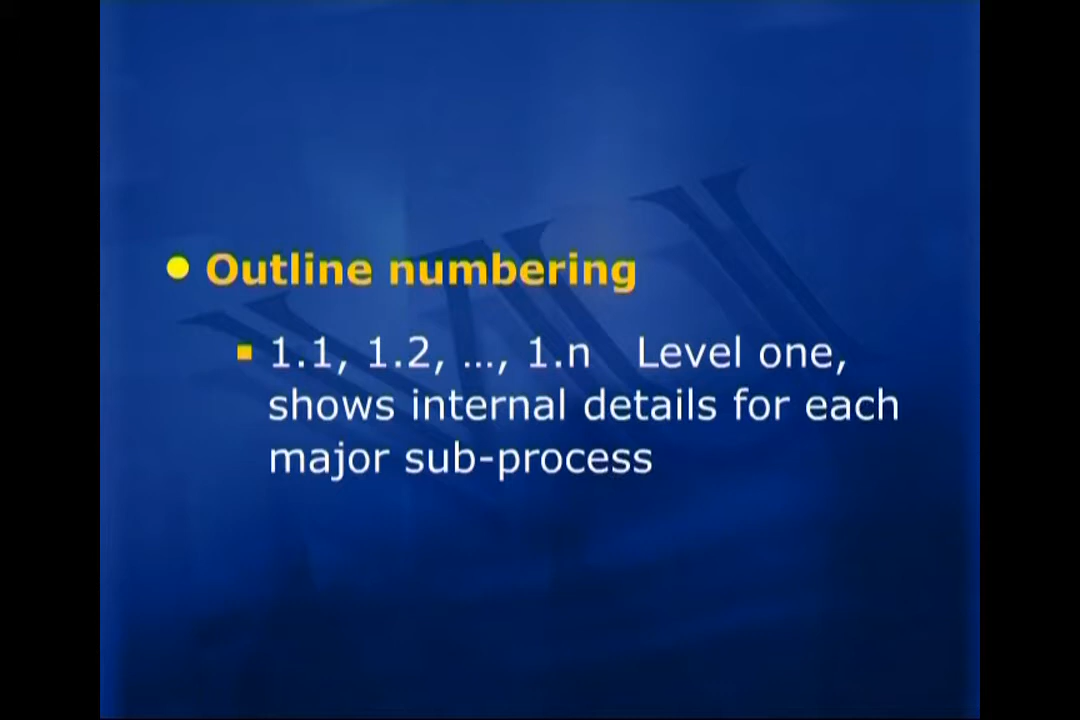 Outline numbering
1.1, 1.2, …, 1.n Level one,
shows internal details for each
major sub-process